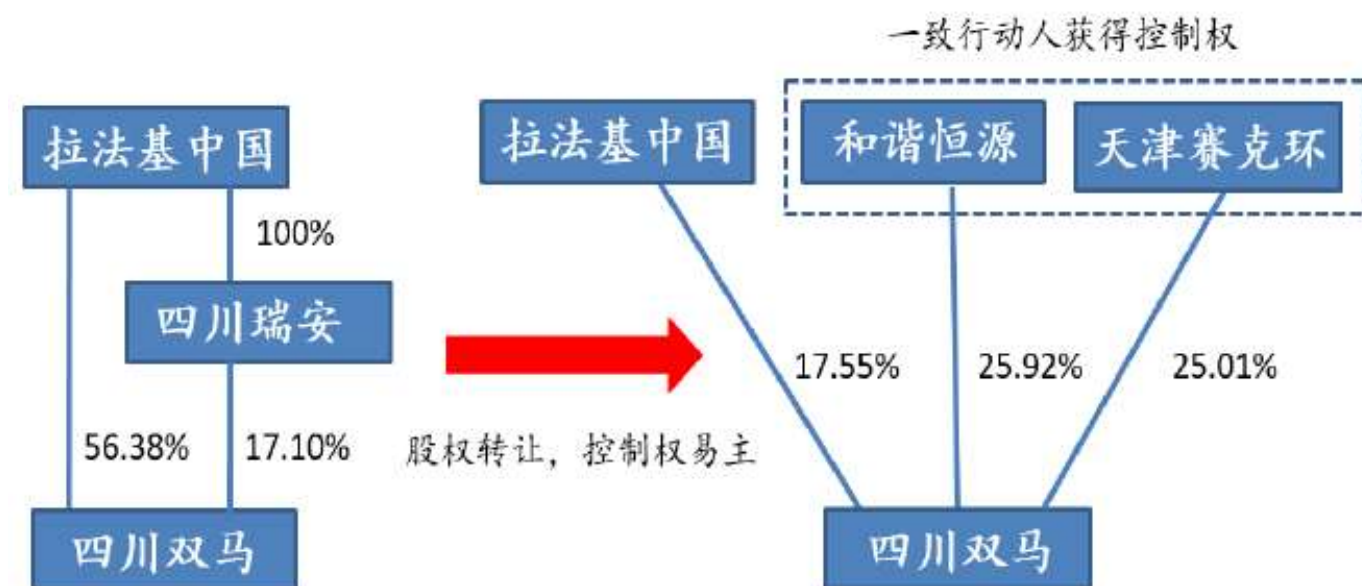 一致行动人获得控制权
拉法基中国
拉法基中国
和谐恒源
天津赛克环
100%
四川瑞安
17.55%
25.92%
25.01%
56.38%
17.10%
股权转让，控制权易主
四川双马
四川双马